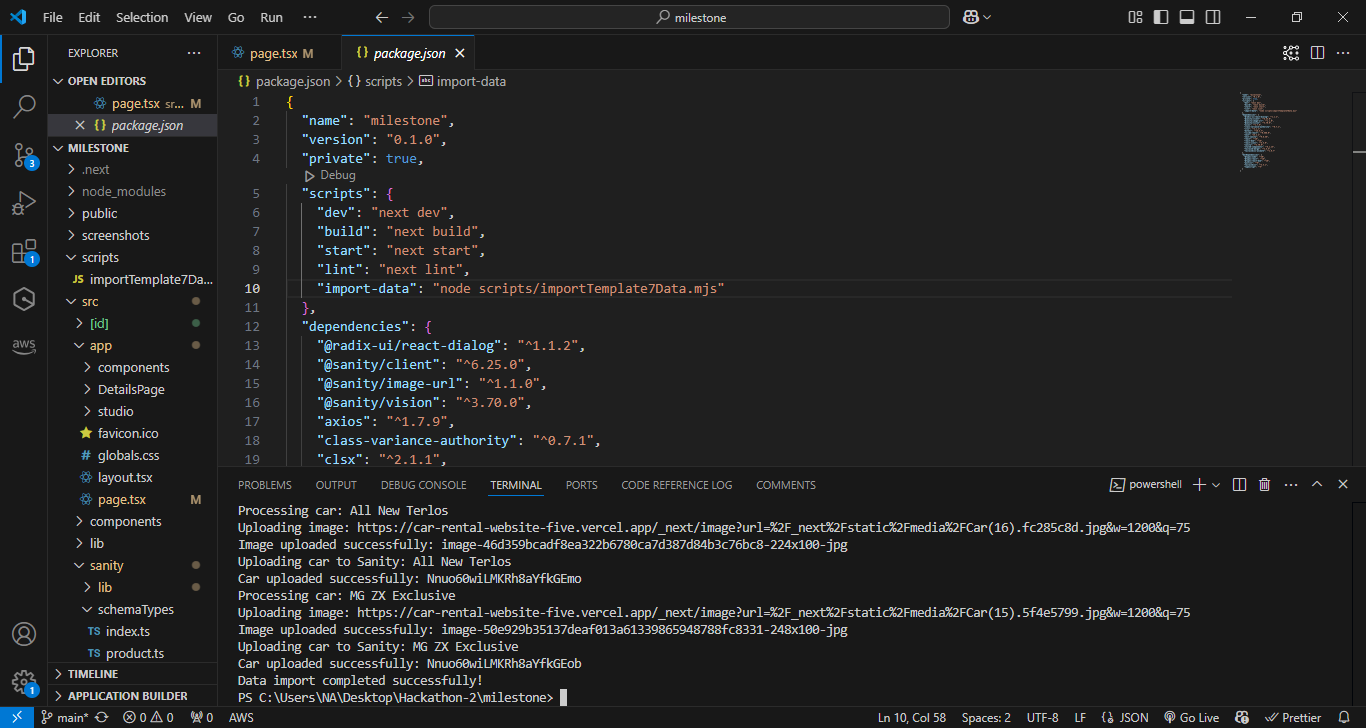 File Edit Selection View Go Run ··· milestone
EXPLORER ···
OPEN EDITORS
page.tsx sr... M
package.json
MILESTONE
.next
node_modules
public
screenshots
scripts
JS importTemplate7Da...
src
[id]
app
components
DetailsPage
studio
favicon.ico
# globals.css
layout.tsx
page.tsx M
components
lib
sanity
lib
schemaTypes
TS index.ts
TS product.ts
TIMELINE
APPLICATION BUILDER
3
1
aws
1
page.tsx M {} package.json
{} package.json > {} scripts > abc import-data
1 {
2 "name": "milestone",
3 "version": "0.1.0",
4 "private": true,
Debug
5 "scripts": {
6 "dev": "next dev",
7 "build": "next build",
8 "start": "next start",
9 "lint": "next lint",
10 "import-data": "node scripts/importTemplate7Data.mjs"
11 },
12 "dependencies": {
13 "@radix-ui/react-dialog": "^1.1.2",
14 "@sanity/client": "^6.25.0",
15 "@sanity/image-url": "^1.1.0",
16 "@sanity/vision": "^3.70.0",
17 "axios": "^1.7.9",
18 "class-variance-authority": "^0.7.1",
19 "clsx": "^2.1.1",
PROBLEMS OUTPUT DEBUG CONSOLE TERMINAL PORTS CODE REFERENCE LOG COMMENTS powershell
Processing car: All New Terlos
Uploading image: https://car-rental-website-five.vercel.app/_next/image?url=%2F_next%2Fstatic%2Fmedia%2FCar(16).fc285c8d.jpg&w=1200&q=75
Image uploaded successfully: image-46d359bcadf8ea322b6780ca7d387d84b3c76bc8-224x100-jpg
Uploading car to Sanity: All New Terlos
Car uploaded successfully: Nnuo60wiLMKRh8aYfkGEmo
Processing car: MG ZX Exclusive
Uploading image: https://car-rental-website-five.vercel.app/_next/image?url=%2F_next%2Fstatic%2Fmedia%2FCar(15).5f4e5799.jpg&w=1200&q=75
Image uploaded successfully: image-50e929b35137deaf013a61339865948788fc8331-248x100-jpg
Uploading car to Sanity: MG ZX Exclusive
Car uploaded successfully: Nnuo60wiLMKRh8aYfkGEob
Data import completed successfully!
PS C:\Users\NA\Desktop\Hackathon-2\milestone>
main* 0 0 0 AWS Ln 10, Col 58 Spaces: 2 UTF-8 LF {} JSON Go Live Prettier